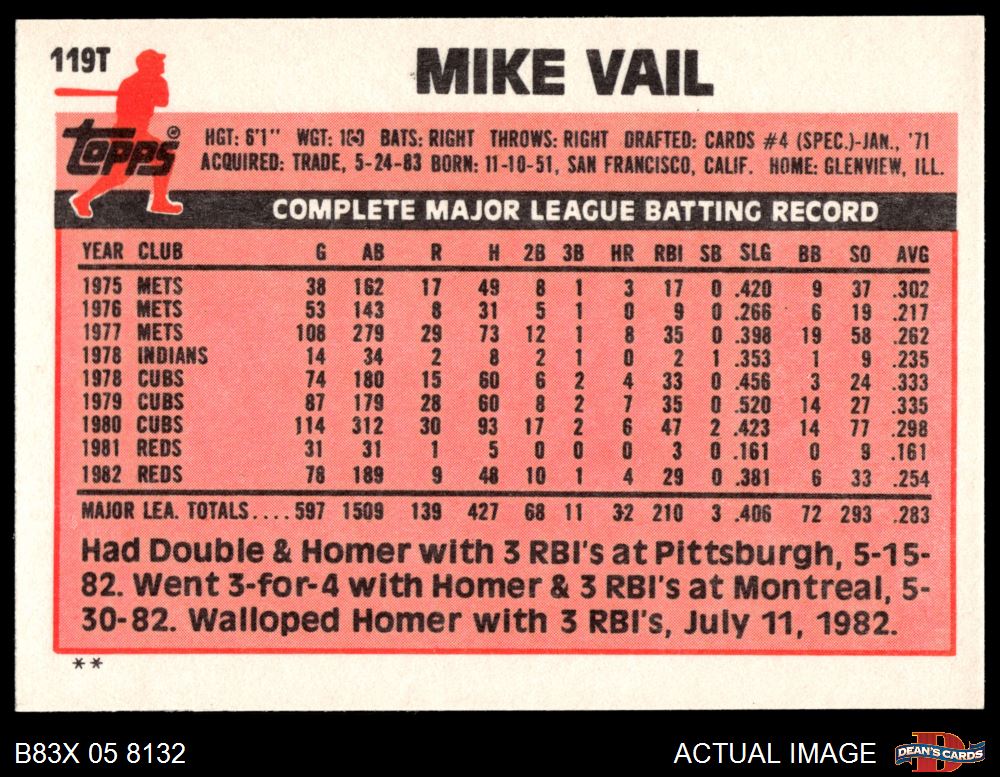 119T
MIKE VAIL
topps®
HGT: 6'1" WGT: 180 BATS: RIGHT THROWS: RIGHT DRAFTED: CARDS #4 (SPEC.)-JAN., '71
ACQUIRED: TRADE, 5-24-83 BORN: 11-10-51, SAN FRANCISCO, CALIF. HOME: GLENVIEW, ILL.
COMPLETE MAJOR LEAGUE BATTING RECORD
YEAR CLUB G AB R H 2B 3B HR RBI SB SLG BB SO AVG
1975 METS 38 162 17 49 8 1 3 17 0 .420 9 37 .302
1976 METS 53 143 8 31 5 1 0 9 0 .266 6 19 .217
1977 METS 108 279 29 73 12 1 8 35 0 .398 19 58 .262
1978 INDIANS 14 34 2 8 2 1 0 2 1 .353 1 9 .235
1978 CUBS 74 180 15 60 6 2 4 33 0 .456 3 24 .333
1979 CUBS 87 179 28 60 8 2 7 35 0 .520 14 27 .335
1980 CUBS 114 312 30 93 17 2 6 47 2 .423 14 77 .298
1981 REDS 31 31 1 5 0 0 0 3 0 .161 0 9 .161
1982 REDS 78 189 9 48 10 1 4 29 0 .381 6 33 .254
MAJOR LEA. TOTALS.... 597 1509 139 427 68 11 32 210 3 .406 72 293 .283
Had Double & Homer with 3 RBI's at Pittsburgh, 5-15-
82. Went 3-for-4 with Homer & 3 RBI's at Montreal, 5-
30-82. Walloped Homer with 3 RBI's, July 11, 1982.
**
B83X 05 8132
ACTUAL IMAGE
D
DEAN'S CARDS